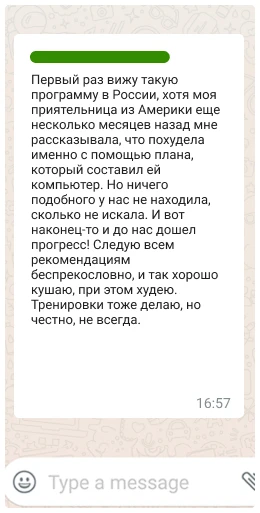 Первый раз вижу такую
программу в России, хотя моя
приятельница из Америки еще
несколько месяцев назад мне
рассказывала, что похудела
именно с помощью плана,
который составил ей
компьютер. Но ничего
подобного у нас не находила,
сколько не искала. И вот
наконец-то и до нас дошел
прогресс! Следую всем
рекомендациям
беспрекословно, и так хорошо
кушаю, при этом худею.
Тренировки тоже делаю, но
честно, не всегда.
16:57
Type a message